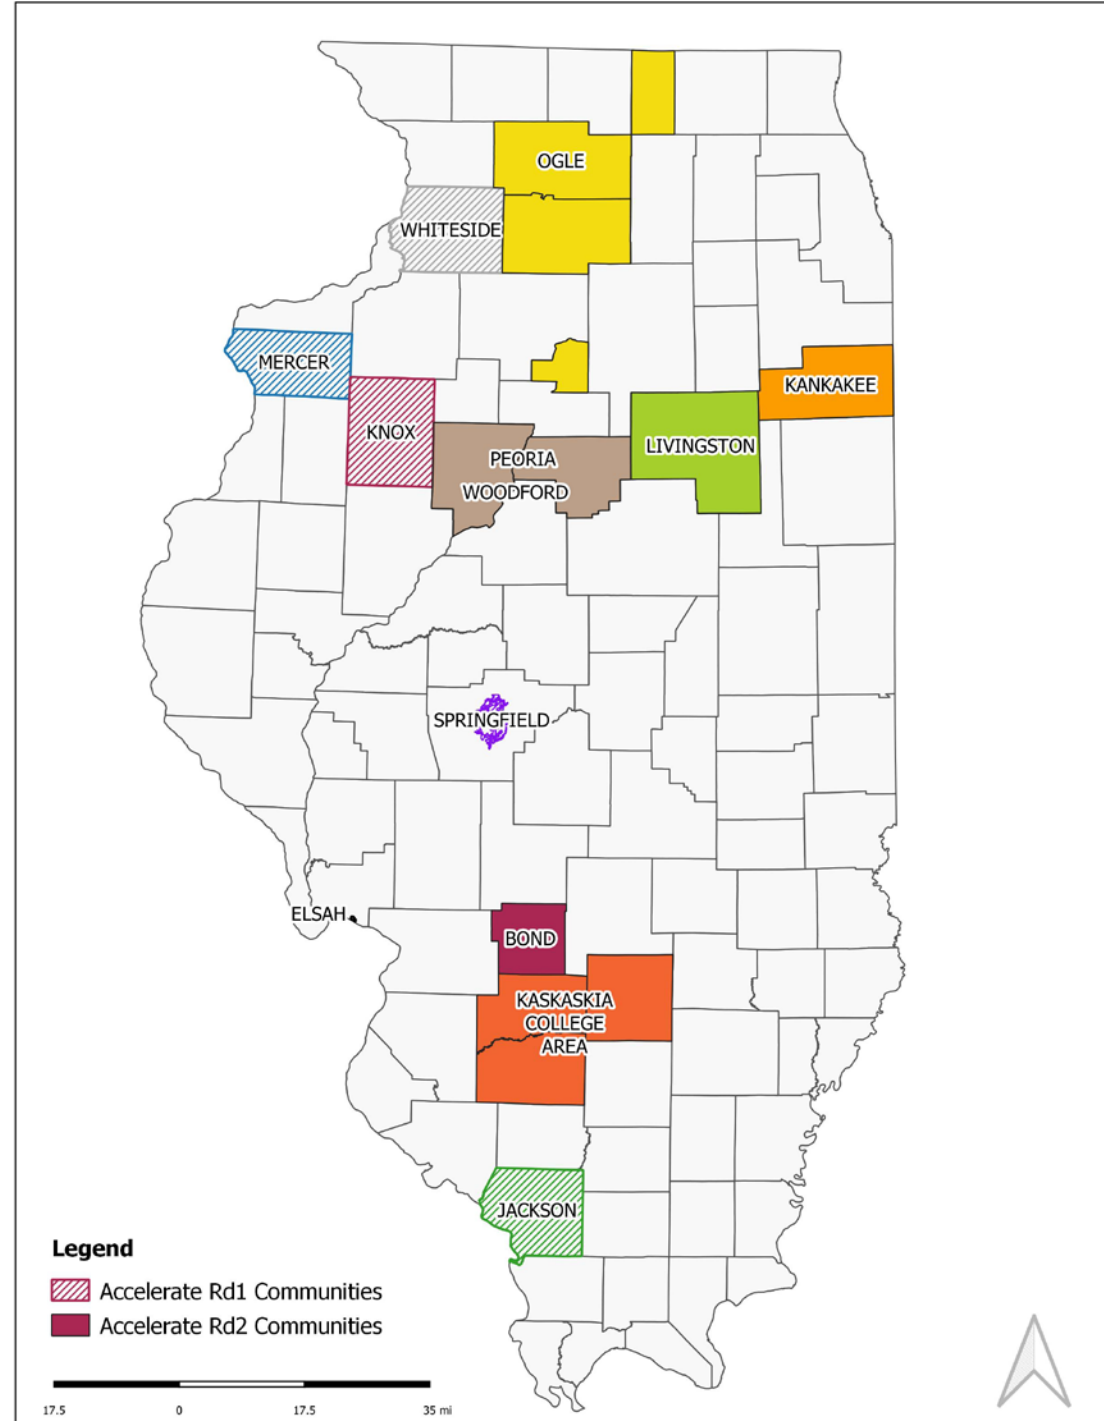 OGLE
WHITESIDE
MERCER
KANKAKEE
KNOX
LIVINGSTON
PEORIA
WOODFORD
SPRINGFIELD
ELSAH
BOND
KASKASKIA
COLLEGE
AREA
JACKSON
Legend
Accelerate Rd1 Communities
Accelerate Rd2 Communities
17.5 0 17.5 35 mi